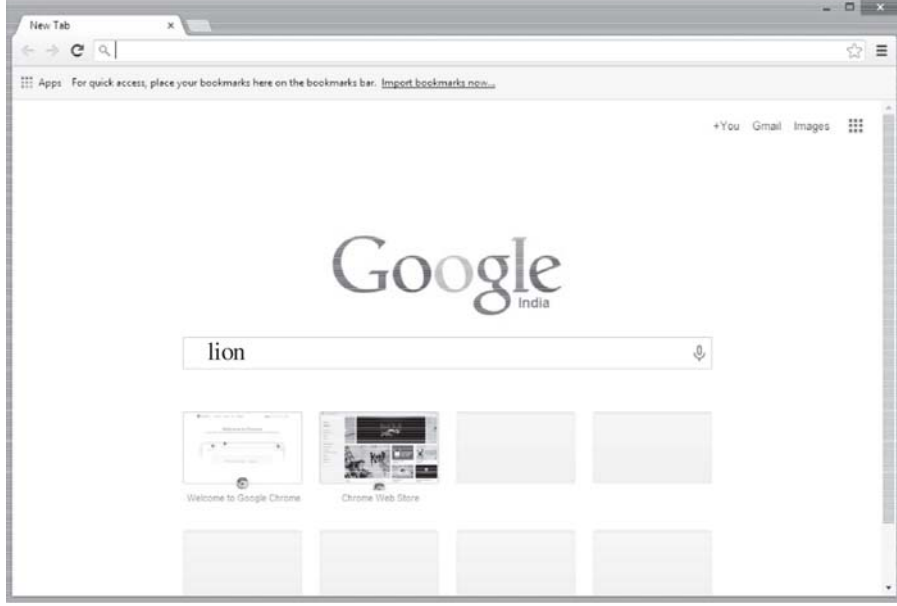 New Tab
Apps For quick access, place your bookmarks here on the bookmarks bar. Import bookmarks now...
+You Gmail Images
Google
India
lion
Welcome to Google Chrome
Chrome Web Store